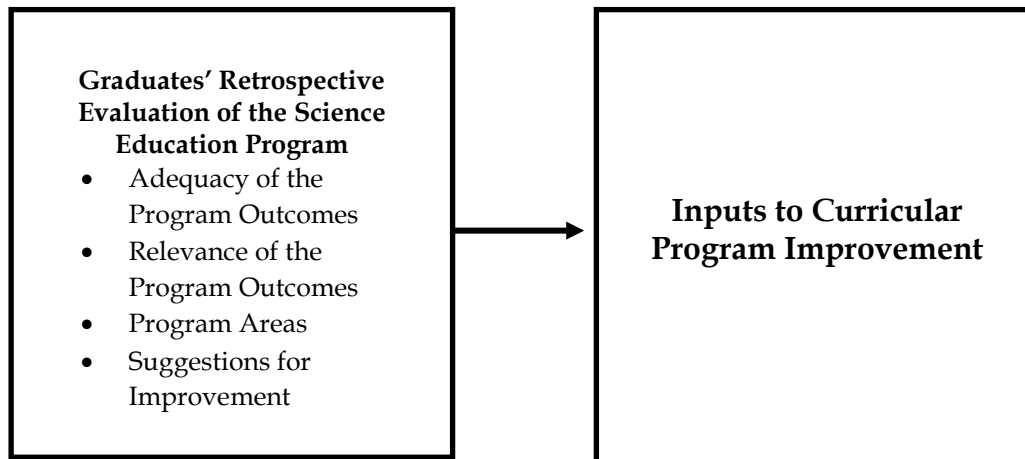 Graduates’ Retrospective
Evaluation of the Science
Education Program
• Adequacy of the
Program Outcomes
• Relevance of the
Program Outcomes
• Program Areas
• Suggestions for
Improvement
Inputs to Curricular
Program Improvement